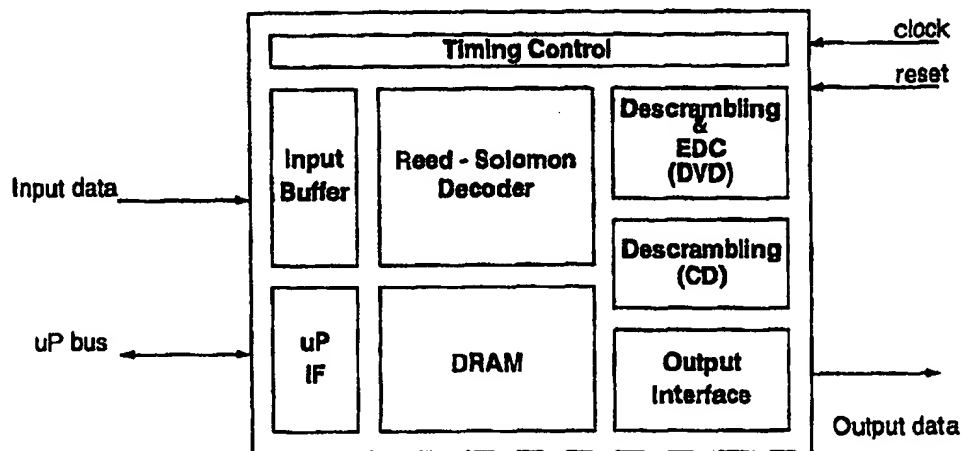 Timing Control
clock
reset
Input data
Input
Buffer
Reed - Solomon
Decoder
Descrambling
&
EDC
(DVD)
Descrambling
(CD)
uP bus
uP
IF
DRAM
Output
Interface
Output data